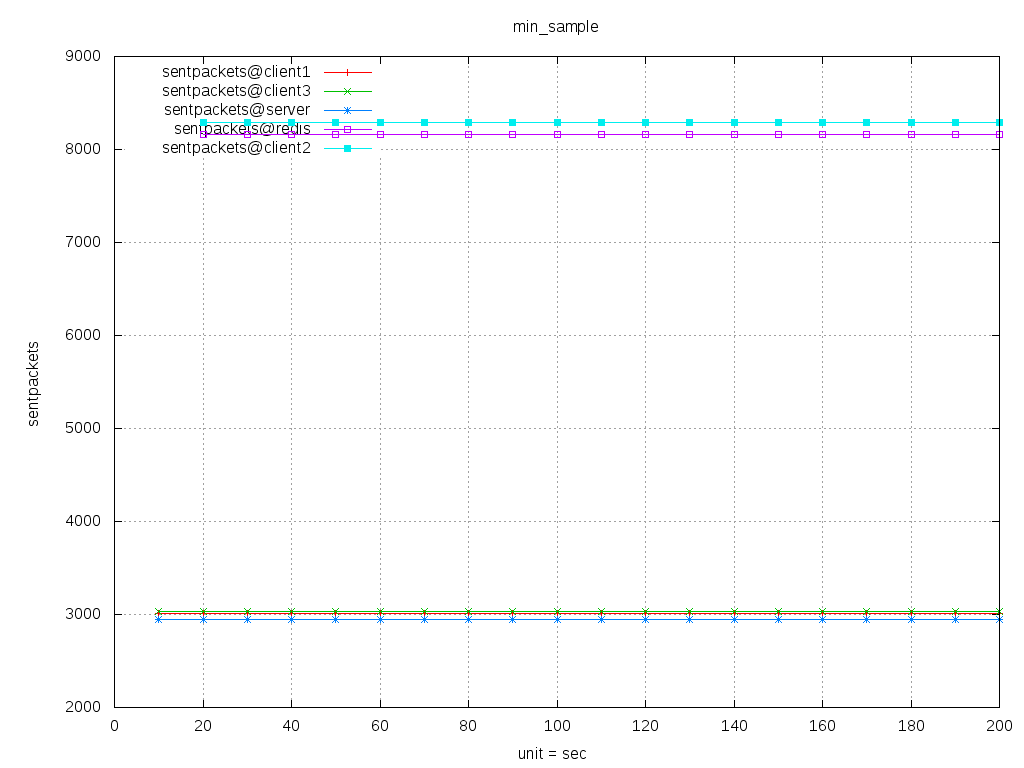 min_sample
9000
8000
7000
6000
5000
4000
3000
2000
sentpackets
sentpackets@client1
sentpackets@client3
sentpackets@server
sentpackets@redis
sentpackets@client2
0 20 40 60 80 100 120 140 160 180 200
unit = sec